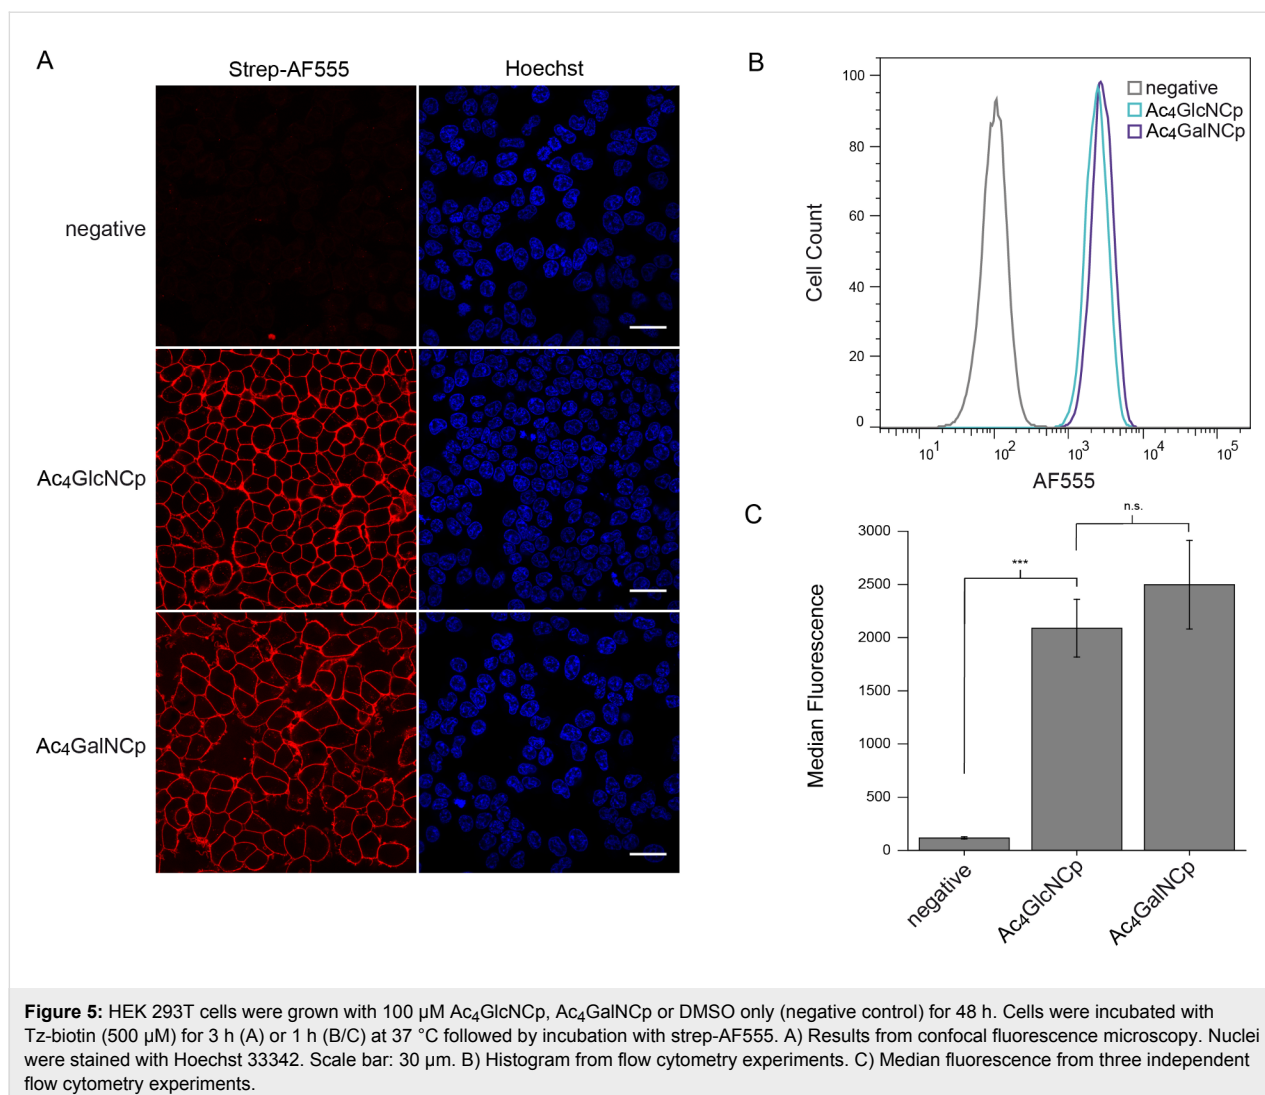 A
Strep-AF555
Hoechst
negative
Ac4GlcNCp
Ac4GalNCp
B
100
80
60
40
20
0
Cell Count
negative
Ac4GlcNCp
Ac4GalNCp
10^1
10^2
10^3
10^4
10^5
AF555
C
n.s.
***
3000
2500
2000
1500
1000
500
0
Median Fluorescence
negative
Ac4GlcNCp
Ac4GalNCp
Figure 5: HEK 293T cells were grown with 100 µM Ac4GlcNCp, Ac4GalNCp or DMSO only (negative control) for 48 h. Cells were incubated with
Tz-biotin (500 µM) for 3 h (A) or 1 h (B/C) at 37 °C followed by incubation with strep-AF555. A) Results from confocal fluorescence microscopy. Nuclei
were stained with Hoechst 33342. Scale bar: 30 µm. B) Histogram from flow cytometry experiments. C) Median fluorescence from three independent
flow cytometry experiments.